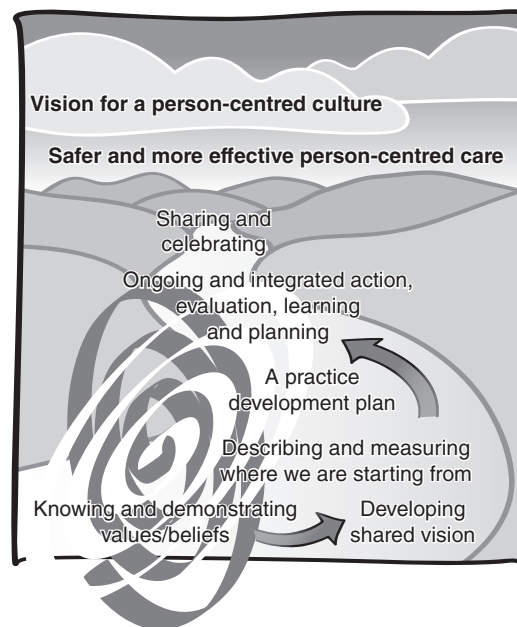 Vision for a person-centred culture
Safer and more effective person-centred care
Sharing and
celebrating
Ongoing and integrated action,
evaluation, learning
and planning
A practice
development plan
Describing and measuring
where we are starting from
Knowing and demonstrating
values/beliefs
Developing
shared vision